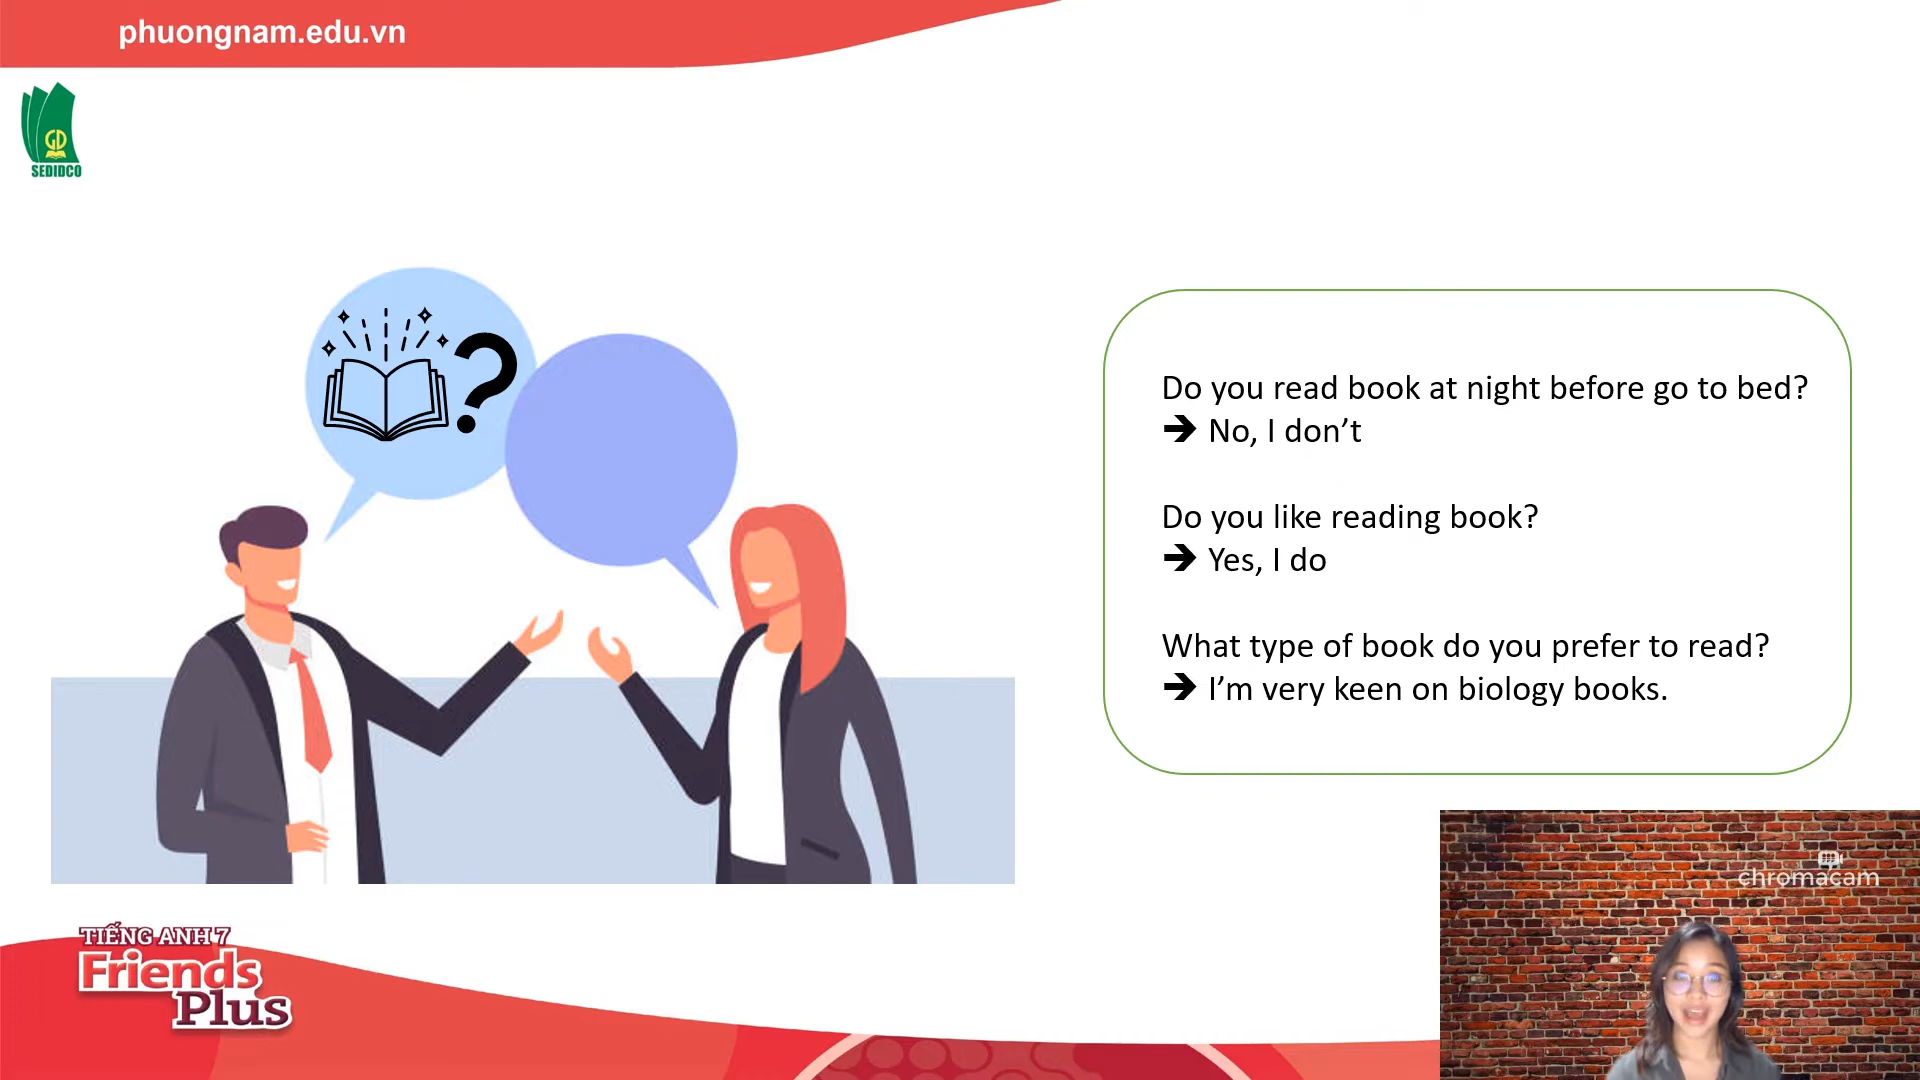 phuongnam.edu.vn
GD
SEDIDCO
?
Do you read book at night before go to bed?
➔ No, I don’t
Do you like reading book?
➔ Yes, I do
What type of book do you prefer to read?
➔ I’m very keen on biology books.
chromacam
TIẾNG ANH 7
Friends
Plus